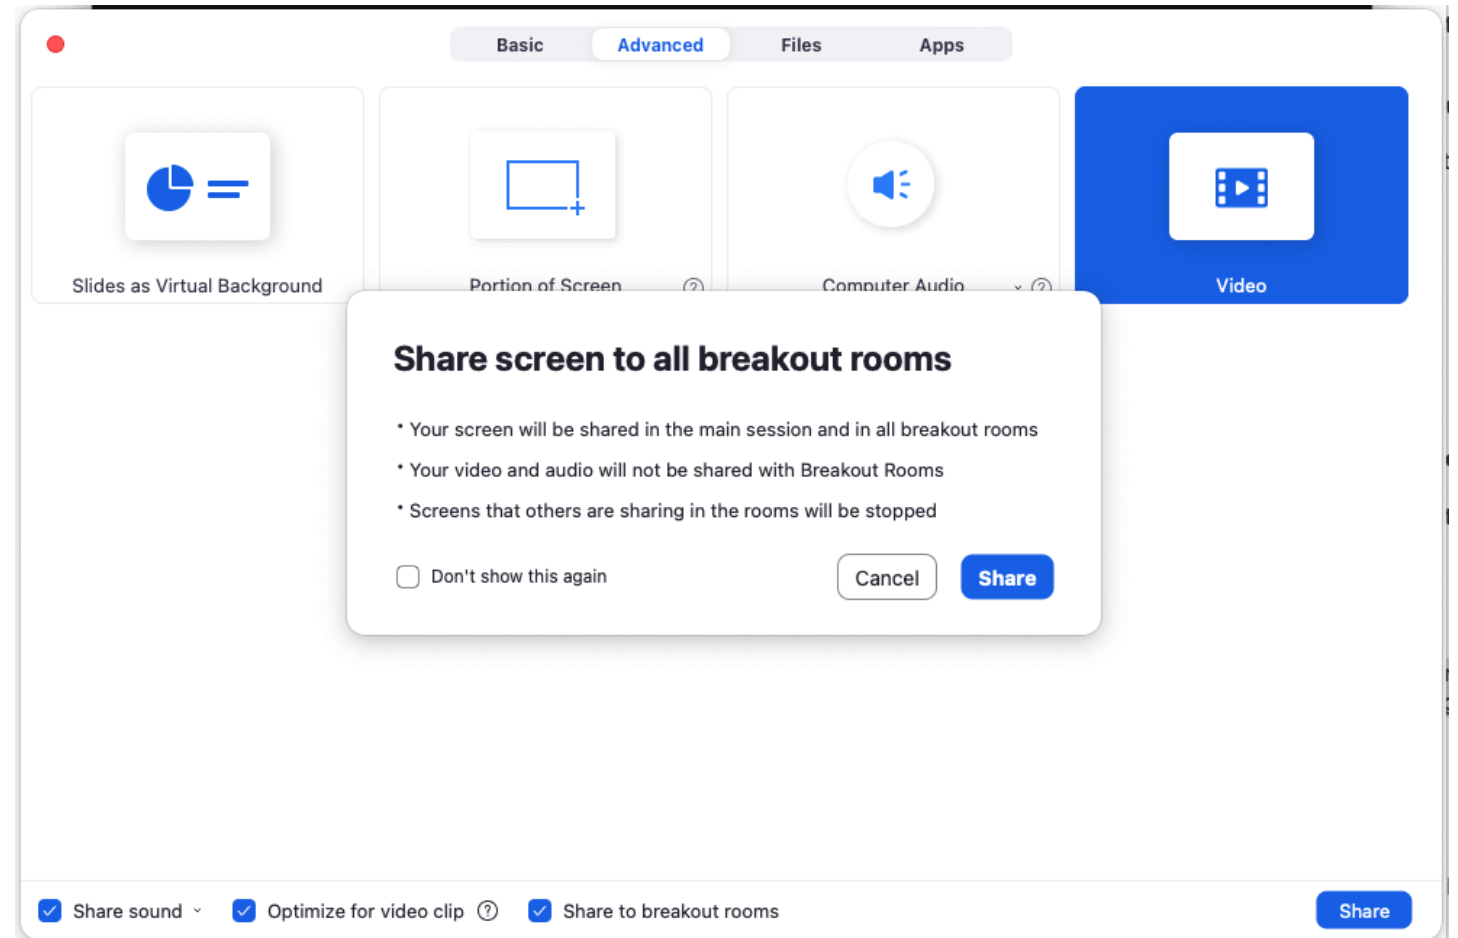 Basic Advanced Files Apps
Slides as Virtual Background
Portion of Screen
Computer Audio
Video
Share screen to all breakout rooms
• Your screen will be shared in the main session and in all breakout rooms
• Your video and audio will not be shared with Breakout Rooms
• Screens that others are sharing in the rooms will be stopped
Don't show this again
Cancel Share
Share sound Optimize for video clip ? Share to breakout rooms Share